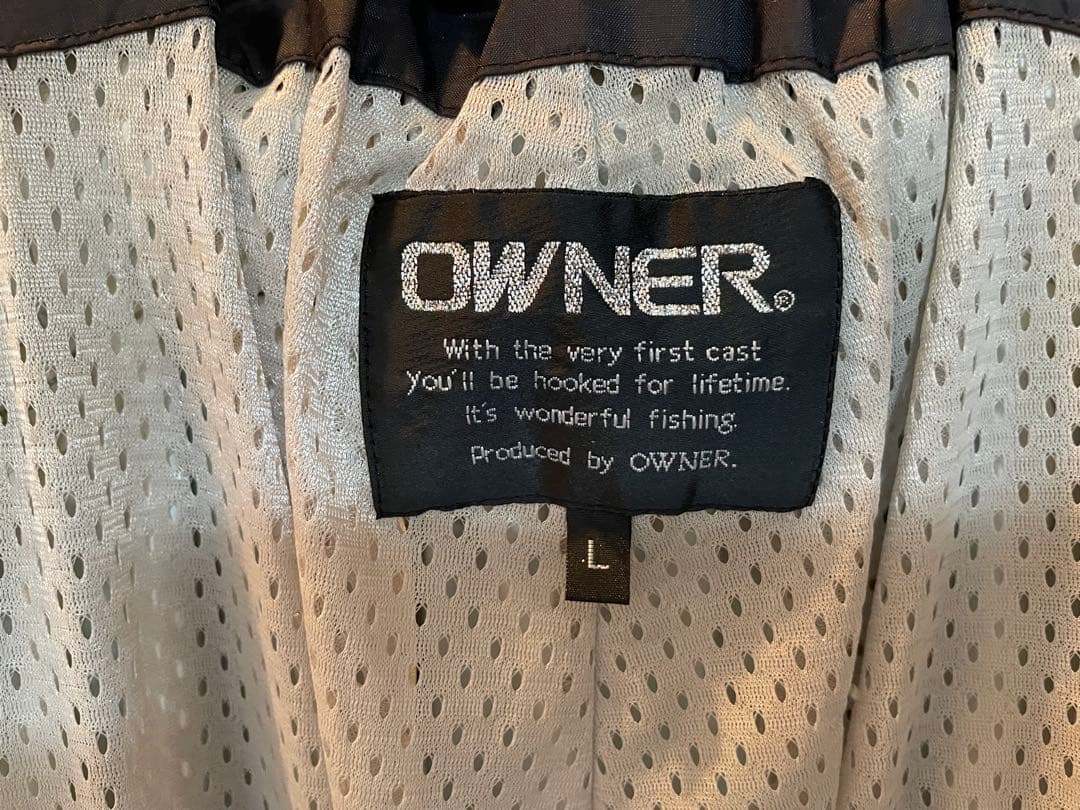 OWNER®
With the very first cast
you'll be hooked for lifetime.
It's wonderful fishing.
Produced by OWNER.
L